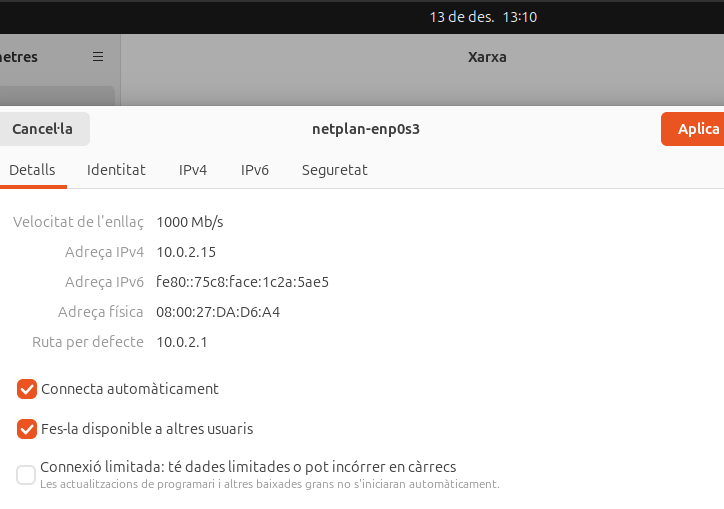 13 de des. 13:10
etres
Xarxa
Cancel·la
netplan-enp0s3
Aplica
Detalls
Identitat
IPv4
IPv6
Seguretat
Velocitat de l'enllaç 1000 Mb/s
Adreça IPv4 10.0.2.15
Adreça IPv6 fe80::75c8:face:1c2a:5ae5
Adreça física 08:00:27:DA:D6:A4
Ruta per defecte 10.0.2.1
Connecta automàticament
Fes-la disponible a altres usuaris
Connexió limitada: té dades limitades o pot incórrer en càrrecs
Les actualitzacions de programari i altres baixades grans no s'iniciaran automàticament.